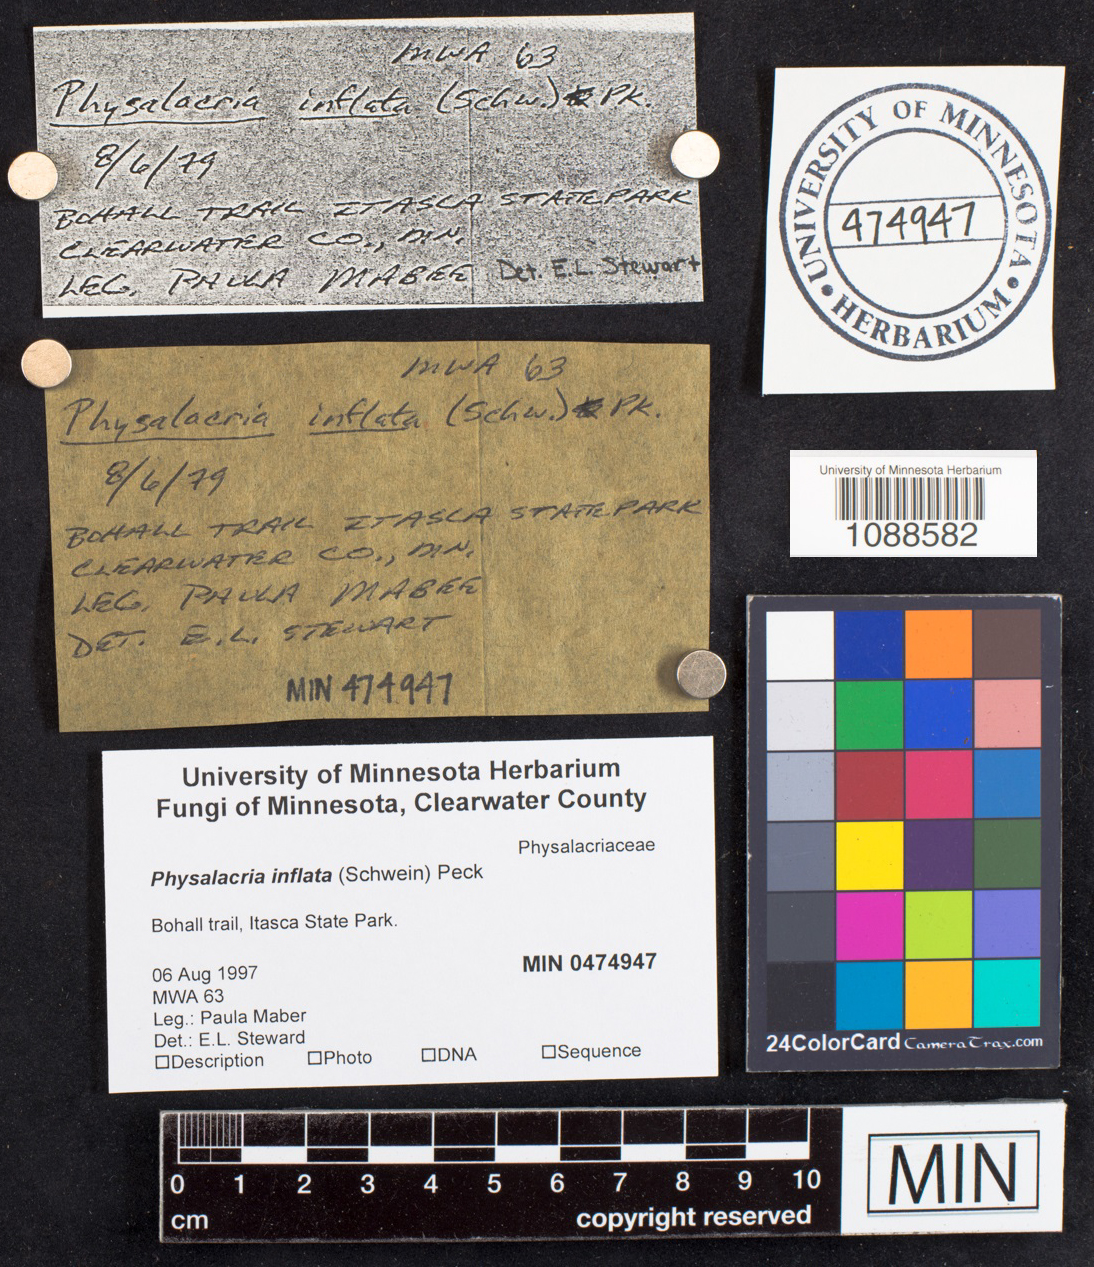 MWA 63
Physalacria inflata (Schw.) Pk.
8/6/79
BOHALL TRAIL ITASCA STATE PARK
CLEARWATER CO., MN.
LEG. PAULA MABEE Det. E.L. Stewart
UNIVERSITY OF MINNESOTA
474947
HERBARIUM
MWA 63
Physalacria inflata (Schw.) Pk.
8/6/79
BOHALL TRAIL ITASCA STATE PARK
CLEARWATER CO., MN.
LEG. PAULA MABEE
DET. E.L. STEWART
MIN 474947
University of Minnesota Herbarium
1088582
University of Minnesota Herbarium
Fungi of Minnesota, Clearwater County
Physalacriaceae
Physalacria inflata (Schwein) Peck
Bohall trail, Itasca State Park.
MIN 0474947
06 Aug 1997
MWA 63
Leg.: Paula Maber
Det.: E.L. Steward
☐Description ☐Photo ☐DNA ☐Sequence
24ColorCard CameraTrax.com
0 1 2 3 4 5 6 7 8 9 10
cm copyright reserved
MIN